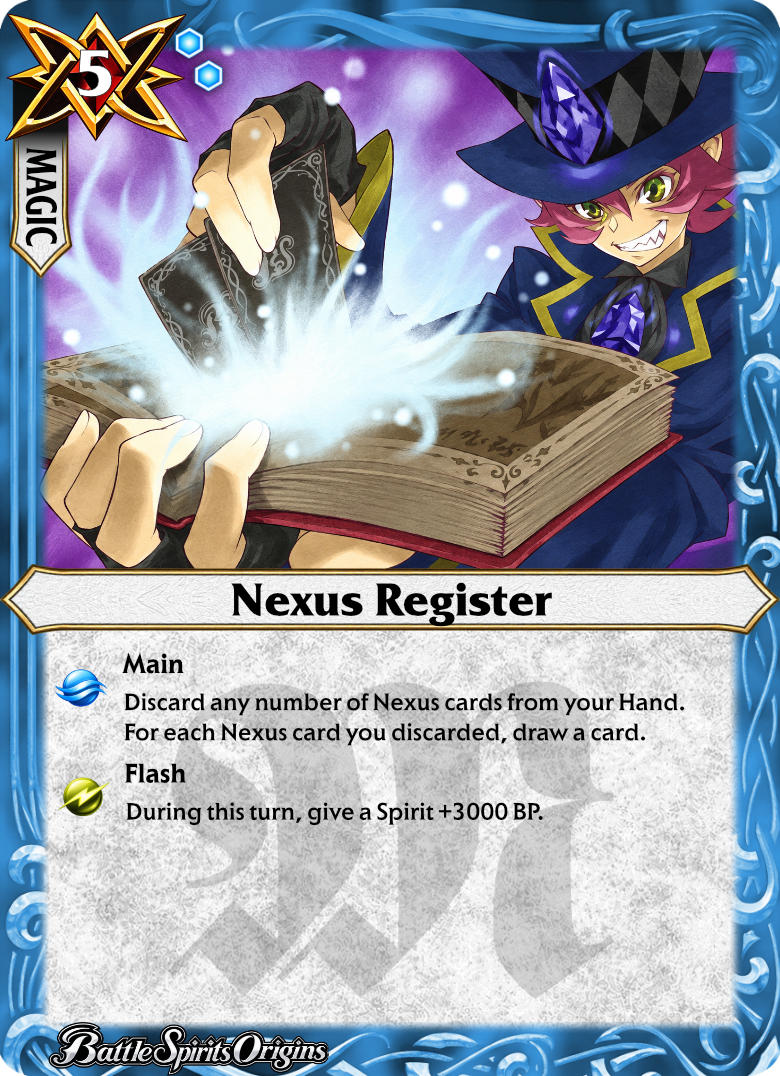 5
MAGIC
Nexus Register
Main
Discard any number of Nexus cards from your Hand.
For each Nexus card you discarded, draw a card.
Flash
During this turn, give a Spirit +3000 BP.
Battle Spirits Origins